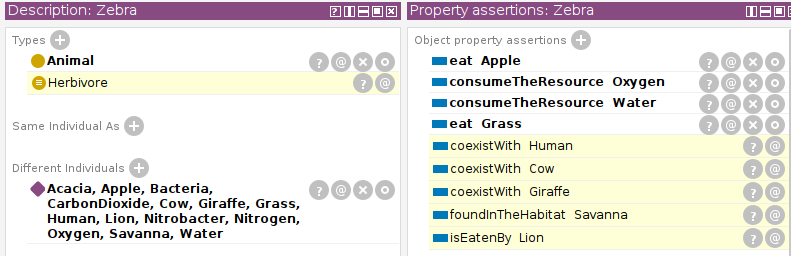 Description: Zebra
Types
Animal
Herbivore
Same Individual As
Different Individuals
Acacia, Apple, Bacteria,
CarbonDioxide, Cow, Giraffe, Grass,
Human, Lion, Nitrobacter, Nitrogen,
Oxygen, Savanna, Water
Property assertions: Zebra
Object property assertions
eat Apple
consumeTheResource Oxygen
consumeTheResource Water
eat Grass
coexistWith Human
coexistWith Cow
coexistWith Giraffe
foundInTheHabitat Savanna
isEatenBy Lion